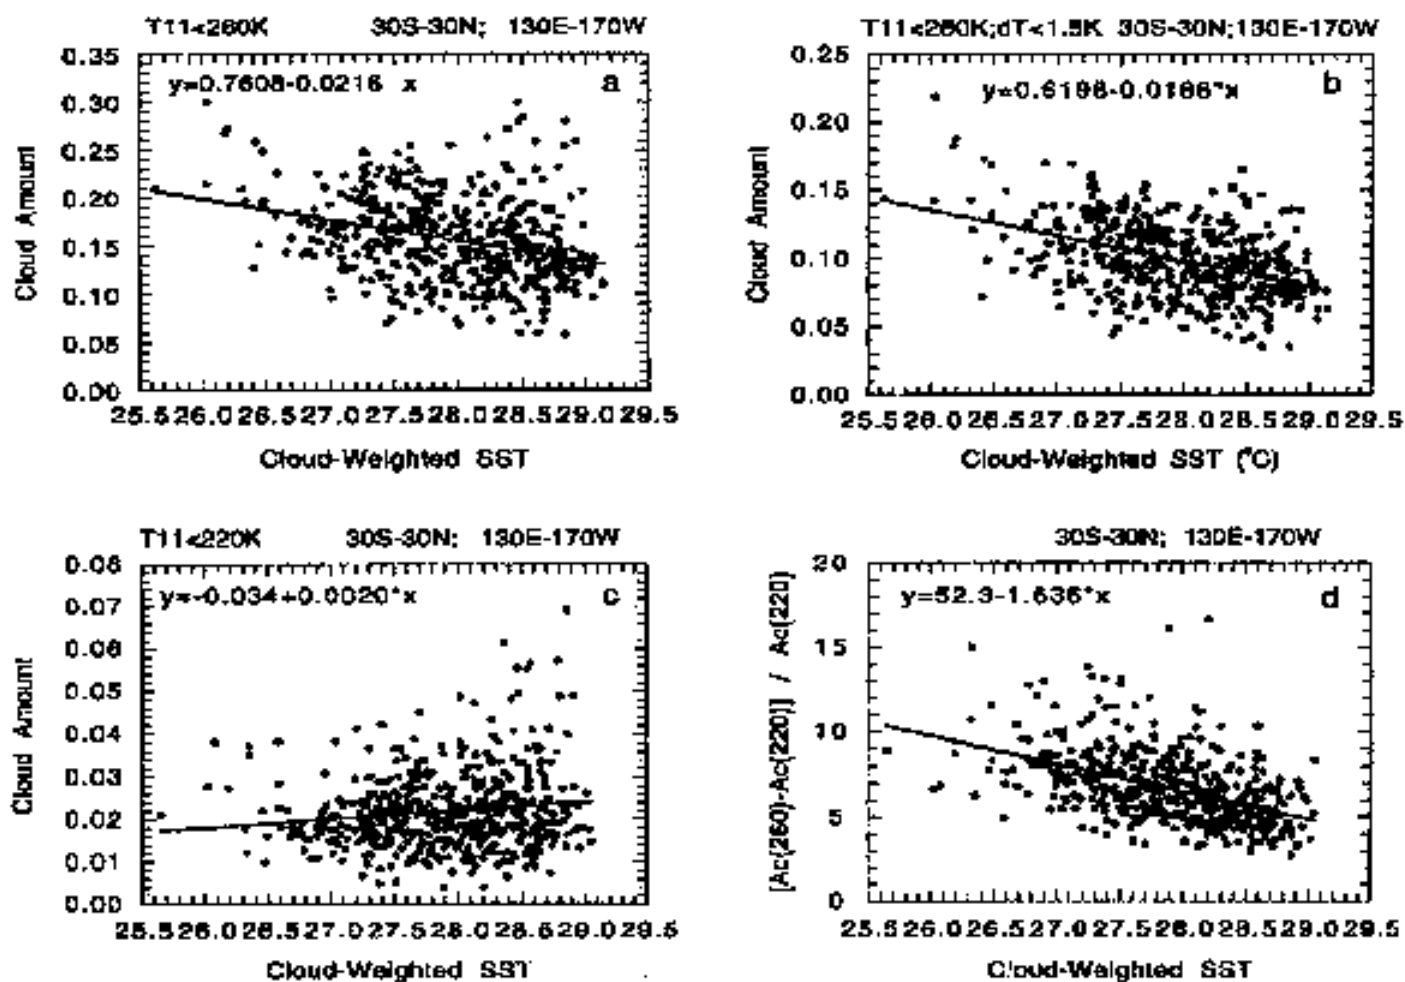 T11<260K 30S-30N; 130E-170W
y=0.7608-0.0216 x a
Cloud Amount
0.35
0.30
0.25
0.20
0.15
0.10
0.05
0.00
25.5 26.0 26.5 27.0 27.5 28.0 28.5 29.0 29.5
Cloud-Weighted SST
T11<260K;dT<1.5K 30S-30N;130E-170W
y=0.6198-0.0186*x b
Cloud Amount
0.25
0.20
0.15
0.10
0.05
0.00
25.5 26.0 26.5 27.0 27.5 28.0 28.5 29.0 29.5
Cloud-Weighted SST (°C)
T11<220K 30S-30N; 130E-170W
y=-0.034+0.0020*x c
Cloud Amount
0.08
0.07
0.06
0.05
0.04
0.03
0.02
0.01
0.00
25.5 26.0 26.5 27.0 27.5 28.0 28.5 29.0 29.5
Cloud-Weighted SST
30S-30N; 130E-170W
y=52.3-1.636*x d
[Ac(260)-Ac(220)] / Ac(220)
20
15
10
5
0
25.5 26.0 26.5 27.0 27.5 28.0 28.5 29.0 29.5
Cloud-Weighted SST